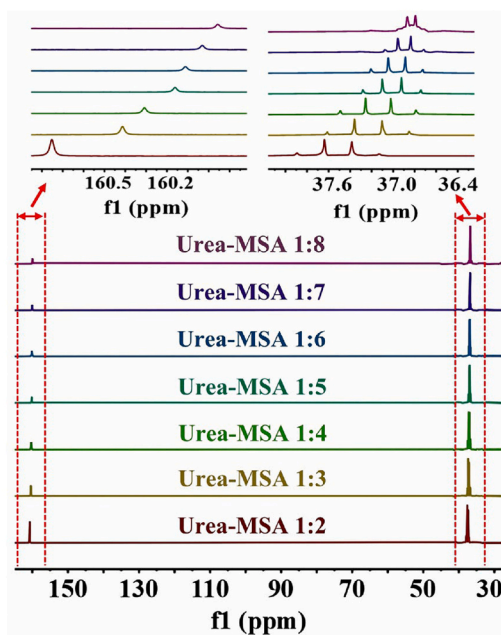 160.5 160.2
f1 (ppm)
37.6 37.0 36.4
f1 (ppm)
Urea-MSA 1:8
Urea-MSA 1:7
Urea-MSA 1:6
Urea-MSA 1:5
Urea-MSA 1:4
Urea-MSA 1:3
Urea-MSA 1:2
150 130 110 90 70 50 30
f1 (ppm)